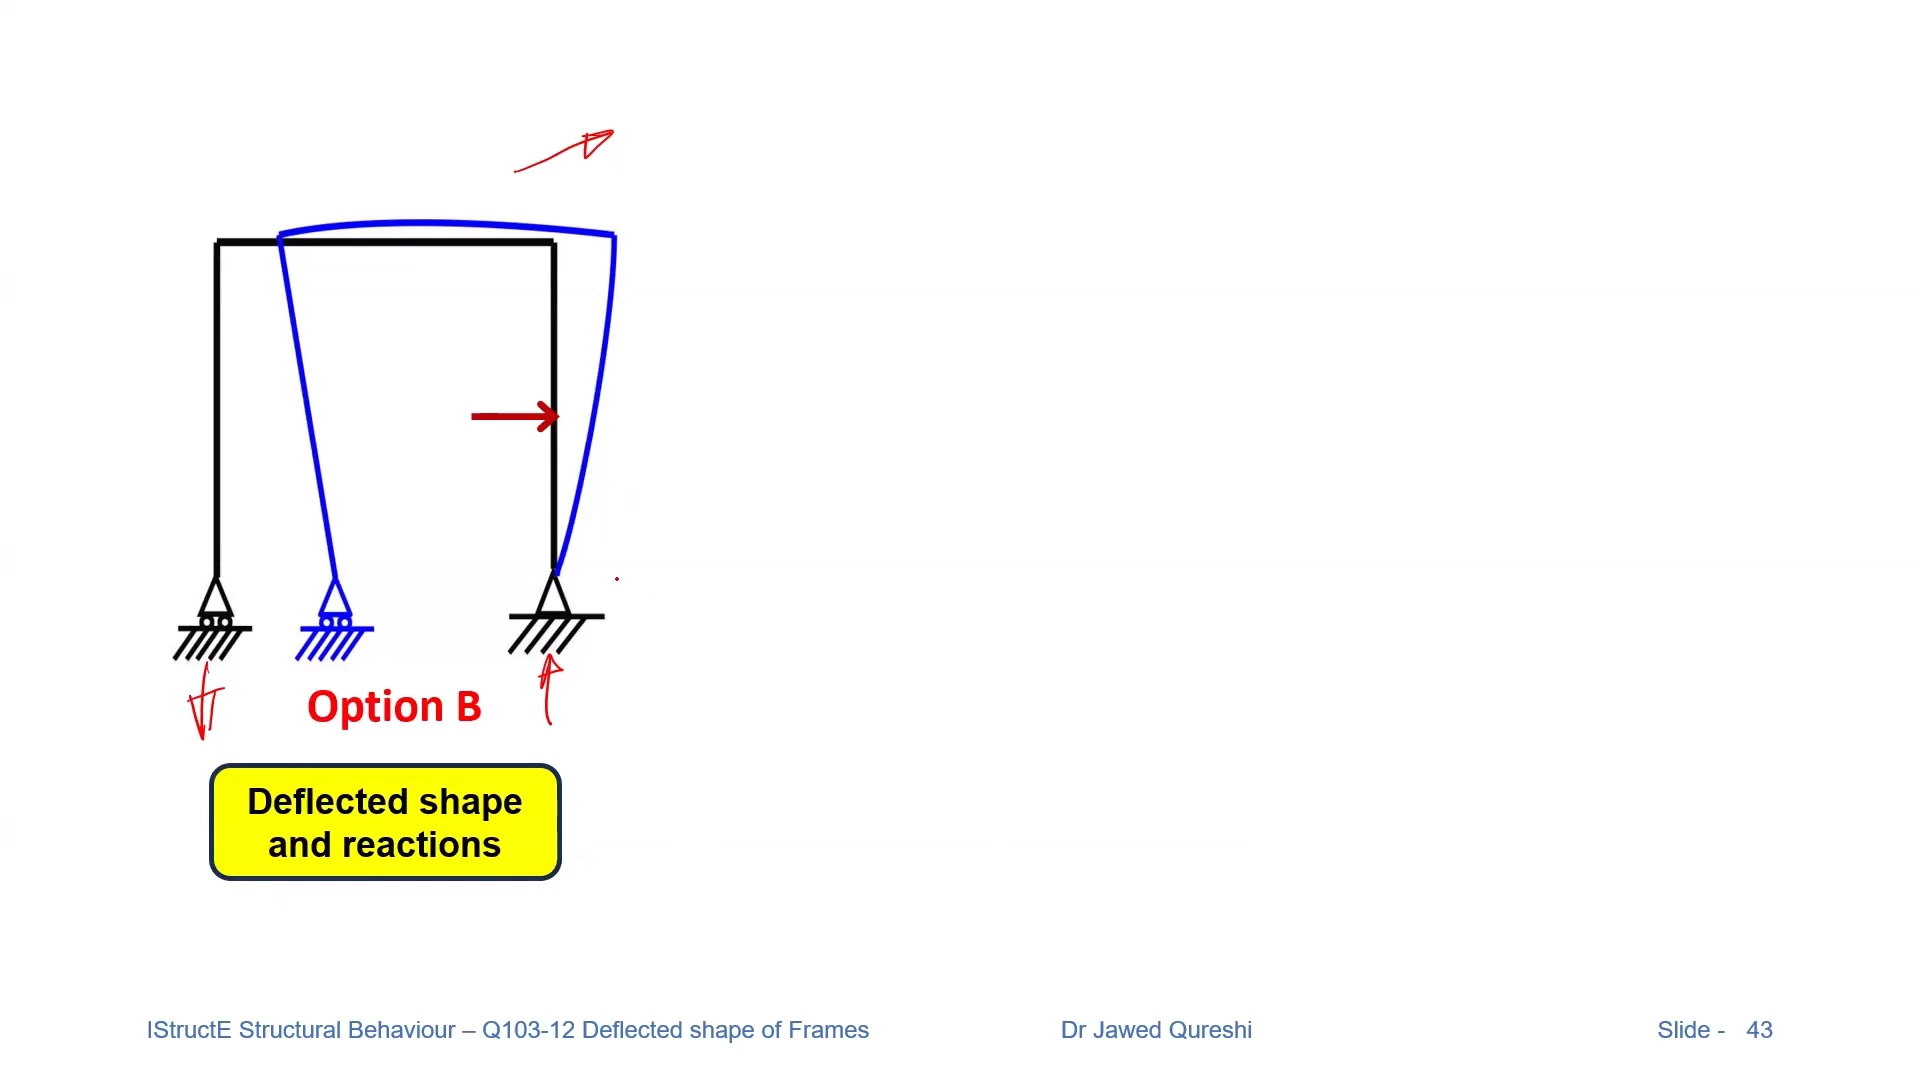 Option B
Deflected shape
and reactions
IStructE Structural Behaviour – Q103-12 Deflected shape of Frames
Dr Jawed Qureshi
Slide - 43